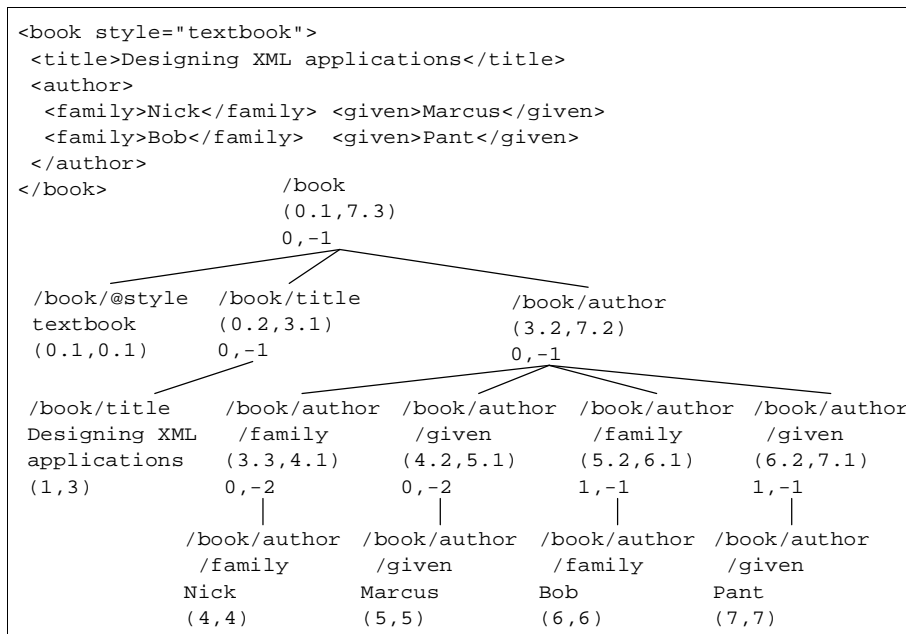 <book style="textbook">
<title>Designing XML applications</title>
<author>
<family>Nick</family> <given>Marcus</given>
<family>Bob</family> <given>Pant</given>
</author>
</book>
/book
(0.1,7.3)
0,-1
/book/@style
textbook
(0.1,0.1)
/book/title
(0.2,3.1)
0,-1
/book/author
(3.2,7.2)
0,-1
/book/title
Designing XML
applications
(1,3)
/book/author
/family
(3.3,4.1)
0,-2
/book/author
/given
(4.2,5.1)
0,-2
/book/author
/family
(5.2,6.1)
1,-1
/book/author
/given
(6.2,7.1)
1,-1
/book/author
/family
Nick
(4,4)
/book/author
/given
Marcus
(5,5)
/book/author
/family
Bob
(6,6)
/book/author
/given
Pant
(7,7)